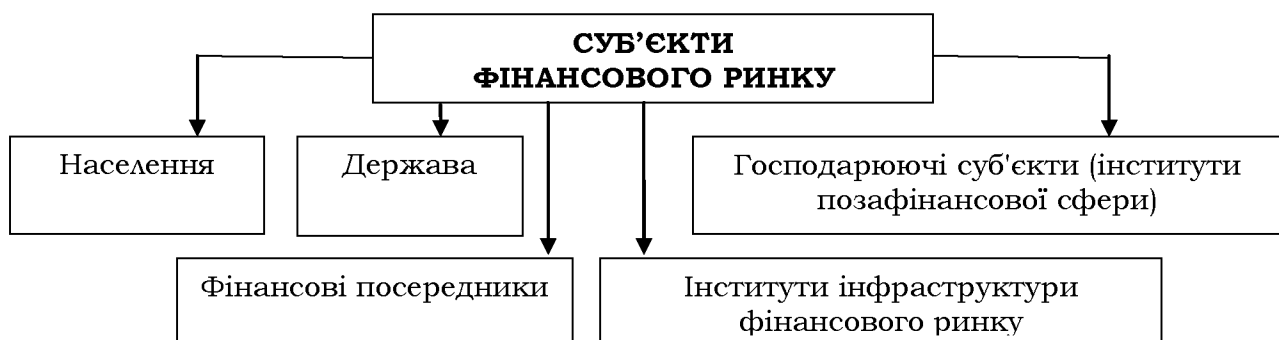 СУБ’ЄКТИ
ФІНАНСОВОГО РИНКУ
Населення
Держава
Господарюючі суб'єкти (інститути
позафінансової сфери)
Фінансові посередники
Інститути інфраструктури
фінансового ринку